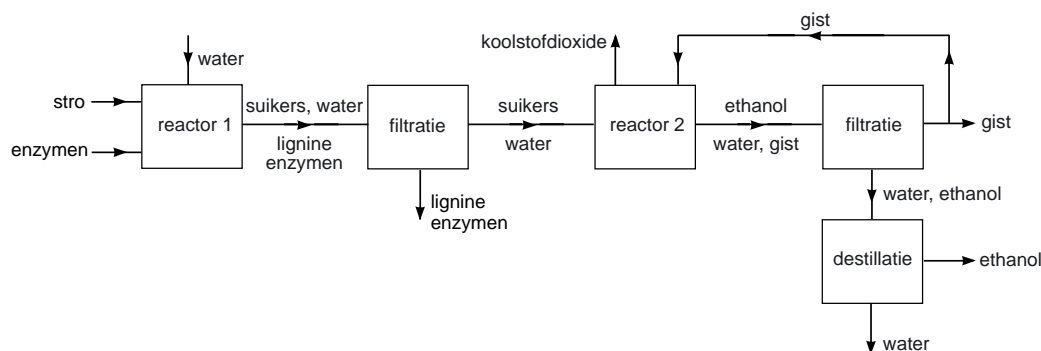 gist
koolstofdioxide
water
stro
enzymen
reactor 1
suikers, water
lignine
enzymen
filtratie
lignine
enzymen
suikers
water
reactor 2
ethanol
water, gist
filtratie
gist
water, ethanol
destillatie
ethanol
water